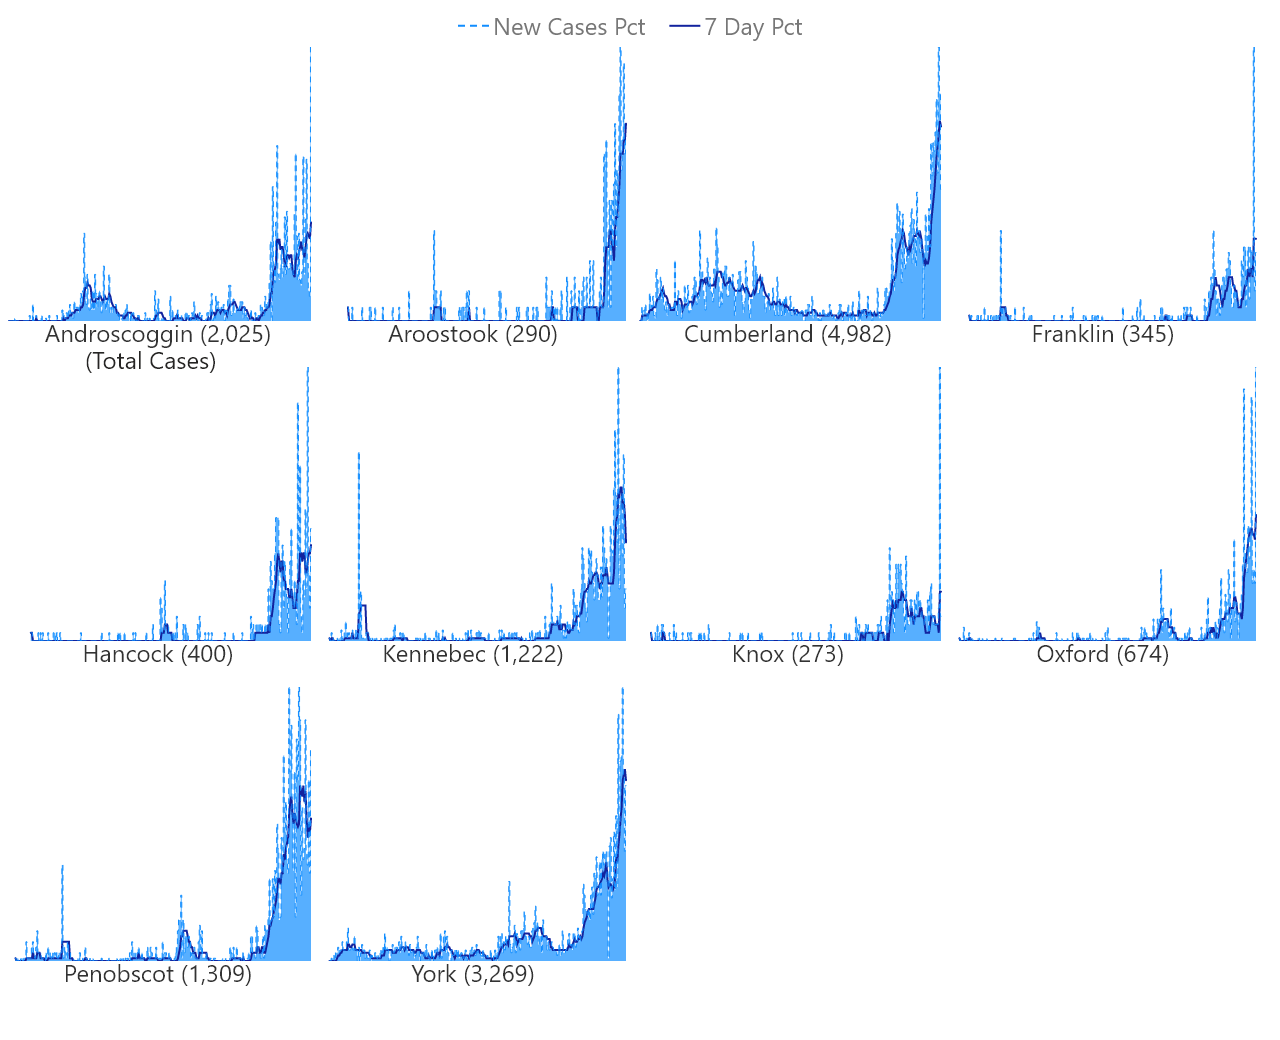 New Cases Pct 7 Day Pct
Androscoggin (2,025)
(Total Cases)
Aroostook (290)
Cumberland (4,982)
Franklin (345)
Hancock (400)
Kennebec (1,222)
Knox (273)
Oxford (674)
Penobscot (1,309)
York (3,269)